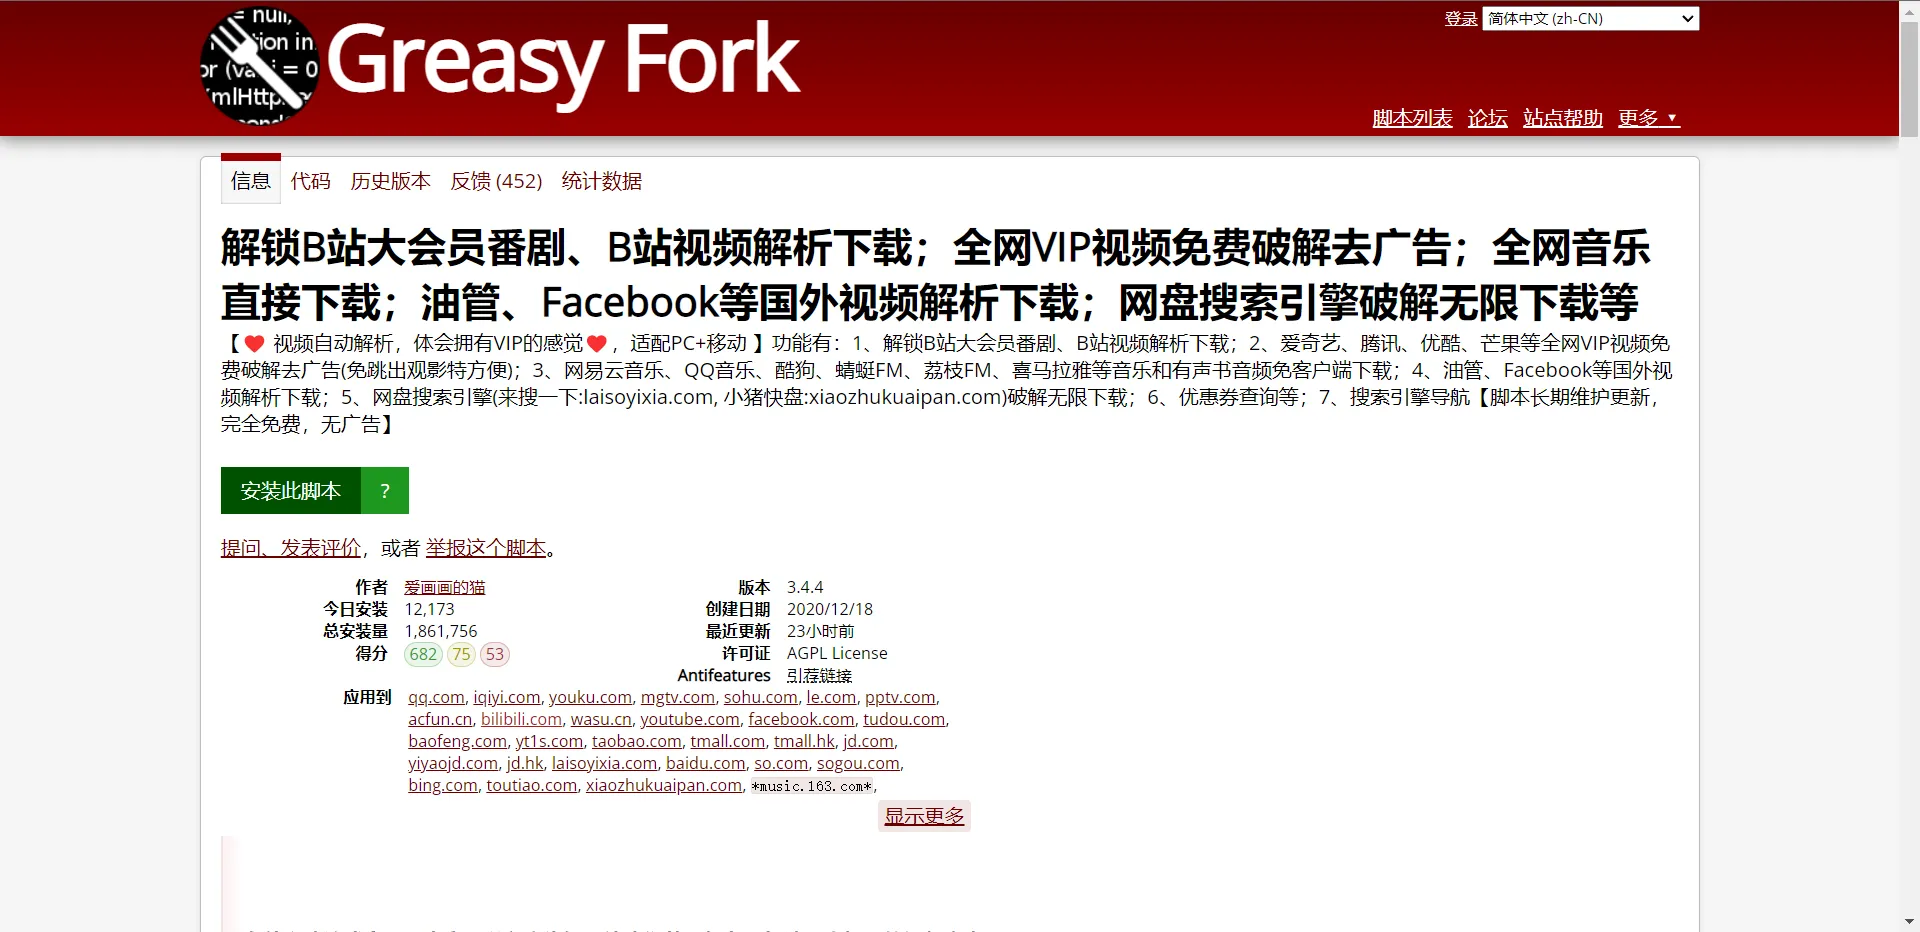 登录 简体中文 (zh-CN)
Greasy Fork
脚本列表 论坛 站点帮助 更多 ▼
信息 代码 历史版本 反馈 (452) 统计数据
解锁B站大会员番剧、B站视频解析下载；全网VIP视频免费破解去广告；全网音乐
直接下载；油管、Facebook等国外视频解析下载；网盘搜索引擎破解无限下载等
【❤️ 视频自动解析，体会拥有VIP的感觉❤️，适配PC+移动 】功能有：1、解锁B站大会员番剧、B站视频解析下载；2、爱奇艺、腾讯、优酷、芒果等全网VIP视频免
费破解去广告(免跳出观影特方便)；3、网易云音乐、QQ音乐、酷狗、蜻蜓FM、荔枝FM、喜马拉雅等音乐和有声书音频免客户端下载；4、油管、Facebook等国外视
频解析下载；5、网盘搜索引擎(来搜一下:laisoyixia.com, 小猪快盘:xiaozhukuaipan.com)破解无限下载；6、优惠券查询等；7、搜索引擎导航【脚本长期维护更新，
完全免费，无广告】
安装此脚本 ?
提问、发表评价，或者 举报这个脚本。
作者 爱画画的猫 版本 3.4.4
今日安装 12,173 创建日期 2020/12/18
总安装量 1,861,756 最近更新 23小时前
得分 682 75 53 许可证 AGPL License
Antifeatures 引荐链接
应用到 qq.com, iqiyi.com, youku.com, mgtv.com, sohu.com, le.com, pptv.com,
acfun.cn, bilibili.com, wasu.cn, youtube.com, facebook.com, tudou.com,
baofeng.com, yt1s.com, taobao.com, tmall.com, tmall.hk, jd.com,
yiyaojd.com, jd.hk, laisoyixia.com, baidu.com, so.com, sogou.com,
bing.com, toutiao.com, xiaozhukuaipan.com, *music.163.com*,
显示更多